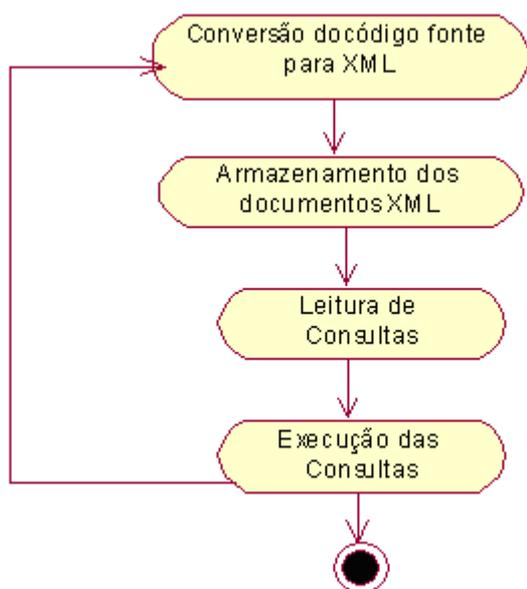 Conversão docódigo fonte
para XML
Armazenamento dos
documentos XML
Leitura de
Consultas
Execução das
Consultas